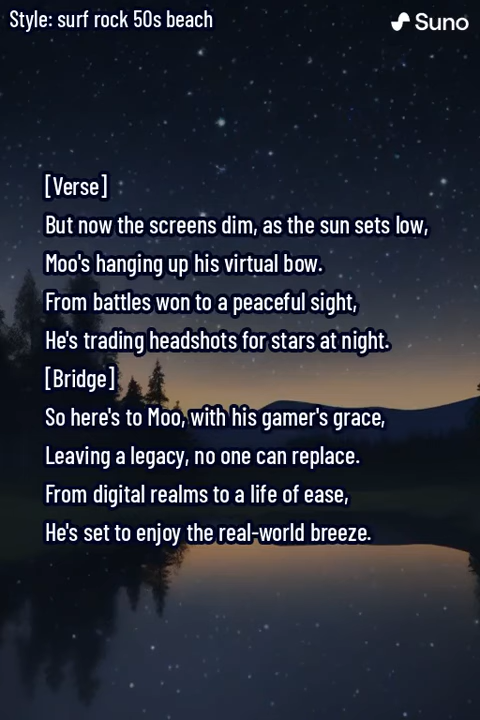 Style: surf rock 50s beach
Suno
[Verse]
But now the screens dim, as the sun sets low,
Moo's hanging up his virtual bow.
From battles won to a peaceful sight,
He's trading headshots for stars at night.
[Bridge]
So here's to Moo, with his gamer's grace,
Leaving a legacy, no one can replace.
From digital realms to a life of ease,
He's set to enjoy the real-world breeze.